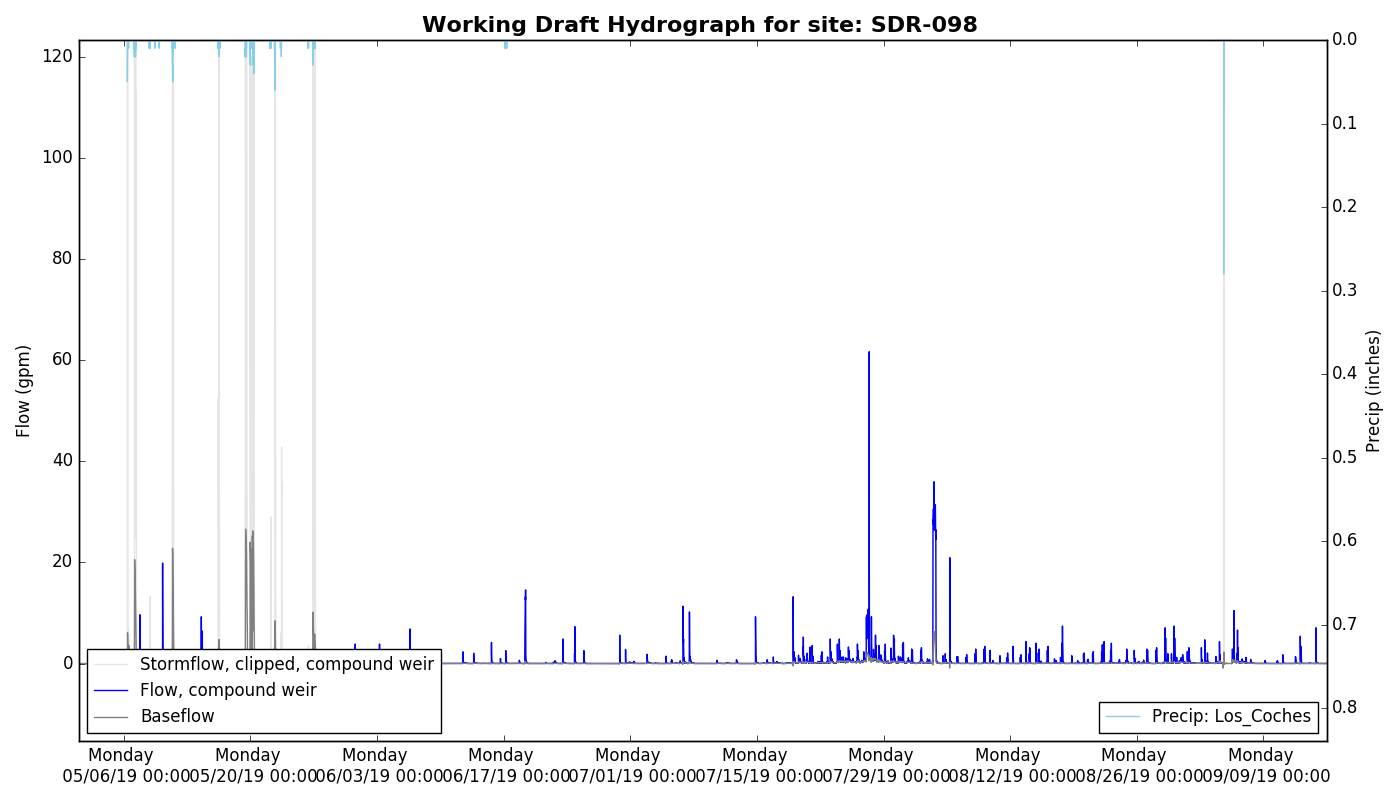 Working Draft Hydrograph for site: SDR-098
120
100
80
60
40
20
0
Flow (gpm)
0.0
0.1
0.2
0.3
0.4
0.5
0.6
0.7
0.8
Precip (inches)
Stormflow, clipped, compound weir
Flow, compound weir
Baseflow
Precip: Los_Coches
Monday Monday Monday Monday Monday Monday Monday Monday Monday Monday
05/06/19 00:00 05/20/19 00:00 06/03/19 00:00 06/17/19 00:00 07/01/19 00:00 07/15/19 00:00 07/29/19 00:00 08/12/19 00:00 08/26/19 00:00 09/09/19 00:00